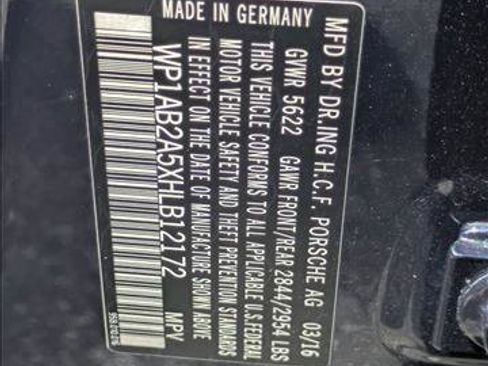 MFD BY DR.ING H.C.F. PORSCHE AG 03/16
GVWR 5622 GAWR FRONT/REAR 2844/2954 LBS
THIS VEHICLE CONFORMS TO ALL APPLICABLE U.S.FEDERAL
MOTOR VEHICLE SAFETY AND THEFT PREVENTION STANDARDS
IN EFFECT ON THE DATE OF MANUFACTURE SHOWN ABOVE
WP1AB2A5XHLB12172 MPV
MADE IN GERMANY